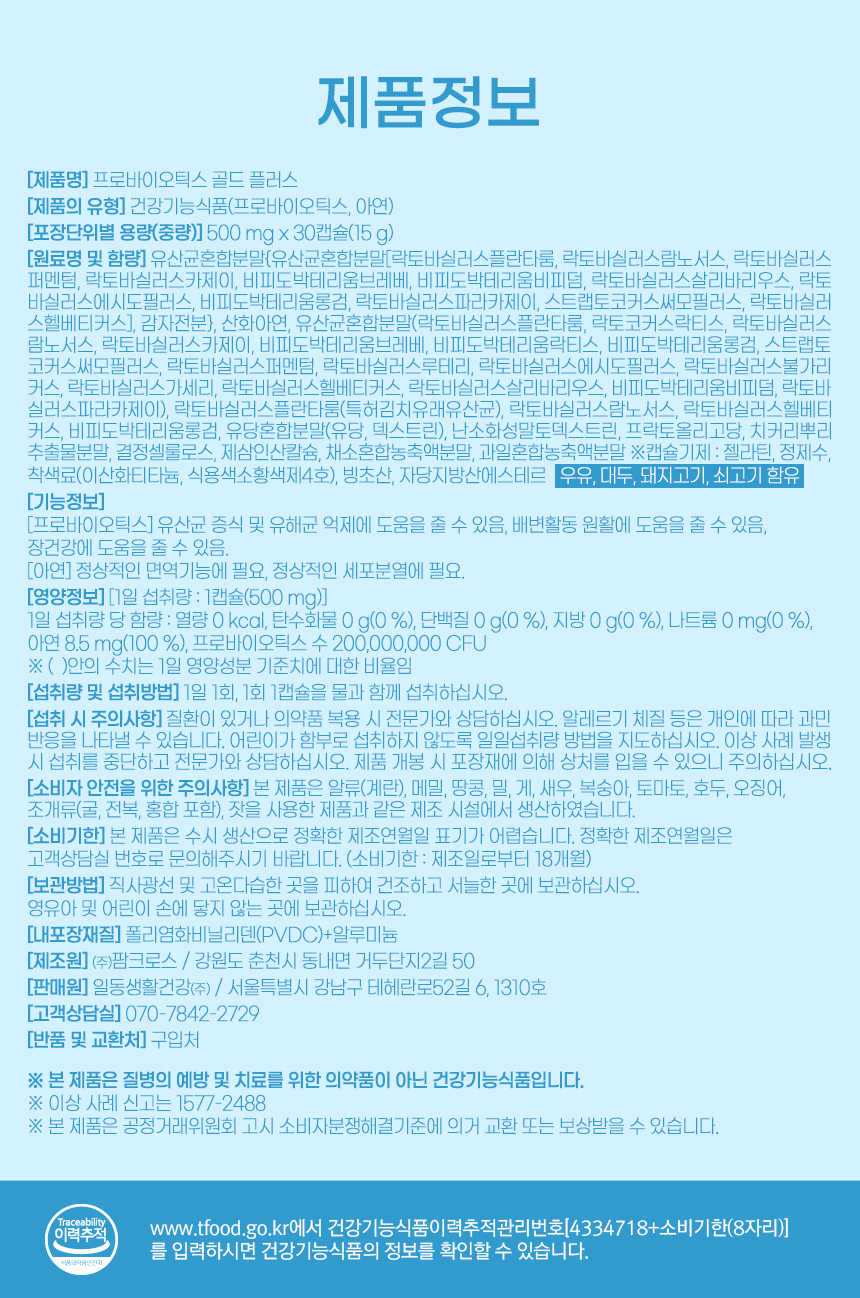 제품정보
[제품명] 프로바이오틱스 골드 플러스
[제품의 유형] 건강기능식품(프로바이오틱스, 아연)
[포장단위별 용량(중량)] 500 mg x 30캡슐(15 g)
[원료명 및 함량] 유산균혼합분말{유산균혼합분말[락토바실러스플란타룸, 락토바실러스람노서스, 락토바실러스
퍼멘텀, 락토바실러스카제이, 비피도박테리움브레베, 비피도박테리움비피덤, 락토바실러스살리바리우스, 락토
바실러스에시도필러스, 비피도박테리움롱검, 락토바실러스파라카제이, 스트랩토코커스써모필러스, 락토바실러
스헬베티커스], 감자전분}, 산화아연, 유산균혼합분말(락토바실러스플란타룸, 락토코커스락티스, 락토바실러스
람노서스, 락토바실러스카제이, 비피도박테리움브레베, 비피도박테리움락티스, 비피도박테리움롱검, 스트랩토
코커스써모필러스, 락토바실러스퍼멘텀, 락토바실러스루테리, 락토바실러스에시도필러스, 락토바실러스불가리
커스, 락토바실러스가세리, 락토바실러스헬베티커스, 락토바실러스살리바리우스, 비피도박테리움비피덤, 락토바
실러스파라카제이), 락토바실러스플란타룸(특허김치유래유산균), 락토바실러스람노서스, 락토바실러스헬베티
커스, 비피도박테리움롱검, 유당혼합분말(유당, 덱스트린), 난소화성말토덱스트린, 프락토올리고당, 치커리뿌리
추출물분말, 결정셀룰로스, 제삼인산칼슘, 채소혼합농축액분말, 과일혼합농축액분말 ※캡슐기제 : 젤라틴, 정제수,
착색료(이산화티타늄, 식용색소황색제4호), 빙초산, 자당지방산에스테르 우유, 대두, 돼지고기, 쇠고기 함유
[기능정보]
[프로바이오틱스] 유산균 증식 및 유해균 억제에 도움을 줄 수 있음, 배변활동 원활에 도움을 줄 수 있음,
장건강에 도움을 줄 수 있음.
[아연] 정상적인 면역기능에 필요, 정상적인 세포분열에 필요.
[영양정보] [1일 섭취량 : 1캡슐(500 mg)]
1일 섭취량 당 함량 : 열량 0 kcal, 탄수화물 0 g(0 %), 단백질 0 g(0 %), 지방 0 g(0 %), 나트륨 0 mg(0 %),
아연 8.5 mg(100 %), 프로바이오틱스 수 200,000,000 CFU
※ ( )안의 수치는 1일 영양성분 기준치에 대한 비율임
[섭취량 및 섭취방법] 1일 1회, 1회 1캡슐을 물과 함께 섭취하십시오.
[섭취 시 주의사항] 질환이 있거나 의약품 복용 시 전문가와 상담하십시오. 알레르기 체질 등은 개인에 따라 과민
반응을 나타낼 수 있습니다. 어린이가 함부로 섭취하지 않도록 일일섭취량 방법을 지도하십시오. 이상 사례 발생
시 섭취를 중단하고 전문가와 상담하십시오. 제품 개봉 시 포장재에 의해 상처를 입을 수 있으니 주의하십시오.
[소비자 안전을 위한 주의사항] 본 제품은 알류(계란), 메밀, 땅콩, 밀, 게, 새우, 복숭아, 토마토, 호두, 오징어,
조개류(굴, 전복, 홍합 포함), 잣을 사용한 제품과 같은 제조 시설에서 생산하였습니다.
[소비기한] 본 제품은 수시 생산으로 정확한 제조연월일 표기가 어렵습니다. 정확한 제조연월일은
고객상담실 번호로 문의해주시기 바랍니다. (소비기한 : 제조일로부터 18개월)
[보관방법] 직사광선 및 고온다습한 곳을 피하여 건조하고 서늘한 곳에 보관하십시오.
영유아 및 어린이 손에 닿지 않는 곳에 보관하십시오.
[내포장재질] 폴리염화비닐리덴(PVDC)+알루미늄
[제조원] ㈜팜크로스 / 강원도 춘천시 동내면 거두단지2길 50
[판매원] 일동생활건강㈜ / 서울특별시 강남구 테헤란로52길 6, 1310호
[고객상담실] 070-7842-2729
[반품 및 교환처] 구입처
※ 본 제품은 질병의 예방 및 치료를 위한 의약품이 아닌 건강기능식품입니다.
※ 이상 사례 신고는 1577-2488
※ 본 제품은 공정거래위원회 고시 소비자분쟁해결기준에 의거 교환 또는 보상받을 수 있습니다.
Traceability
이력추적
식품의약품안전처
www.tfood.go.kr에서 건강기능식품이력추적관리번호[4334718+소비기한(8자리)]
를 입력하시면 건강기능식품의 정보를 확인할 수 있습니다.